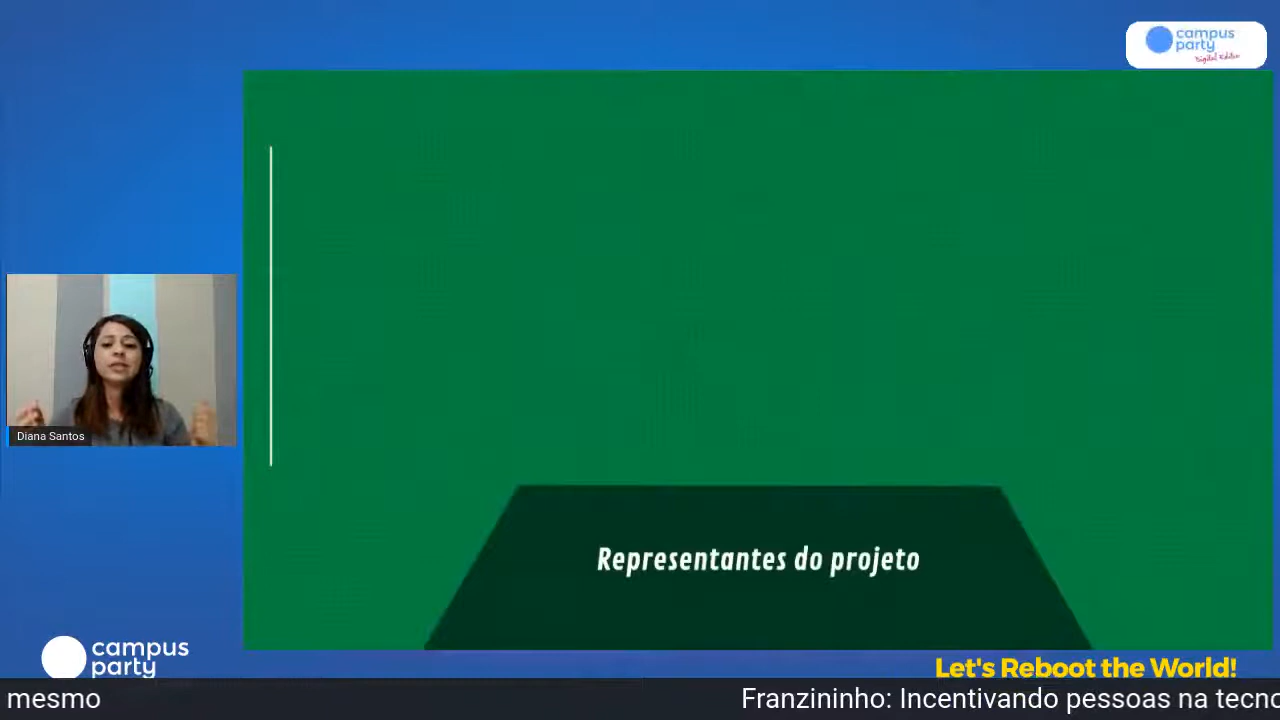 campus
party
Digital Edition
Diana Santos
Representantes do projeto
campus
party
Let's Reboot the World!
mesmo
Franzininho: Incentivando pessoas na tecno